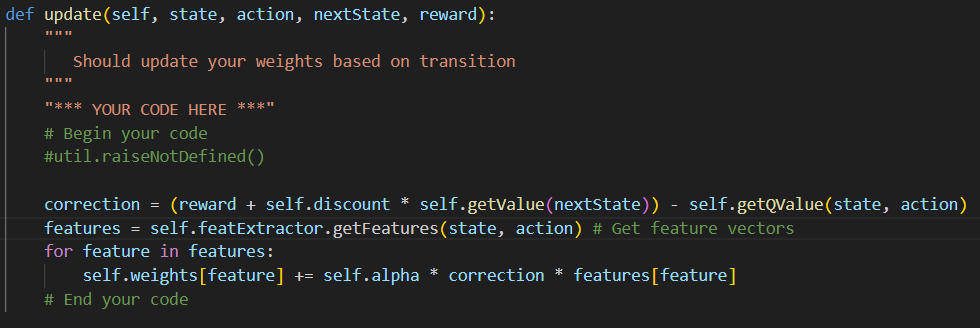 def update(self, state, action, nextState, reward):
"""
Should update your weights based on transition
"""
"*** YOUR CODE HERE ***"
# Begin your code
#util.raiseNotDefined()
correction = (reward + self.discount * self.getValue(nextState)) - self.getQValue(state, action)
features = self.featExtractor.getFeatures(state, action) # Get feature vectors
for feature in features:
self.weights[feature] += self.alpha * correction * features[feature]
# End your code